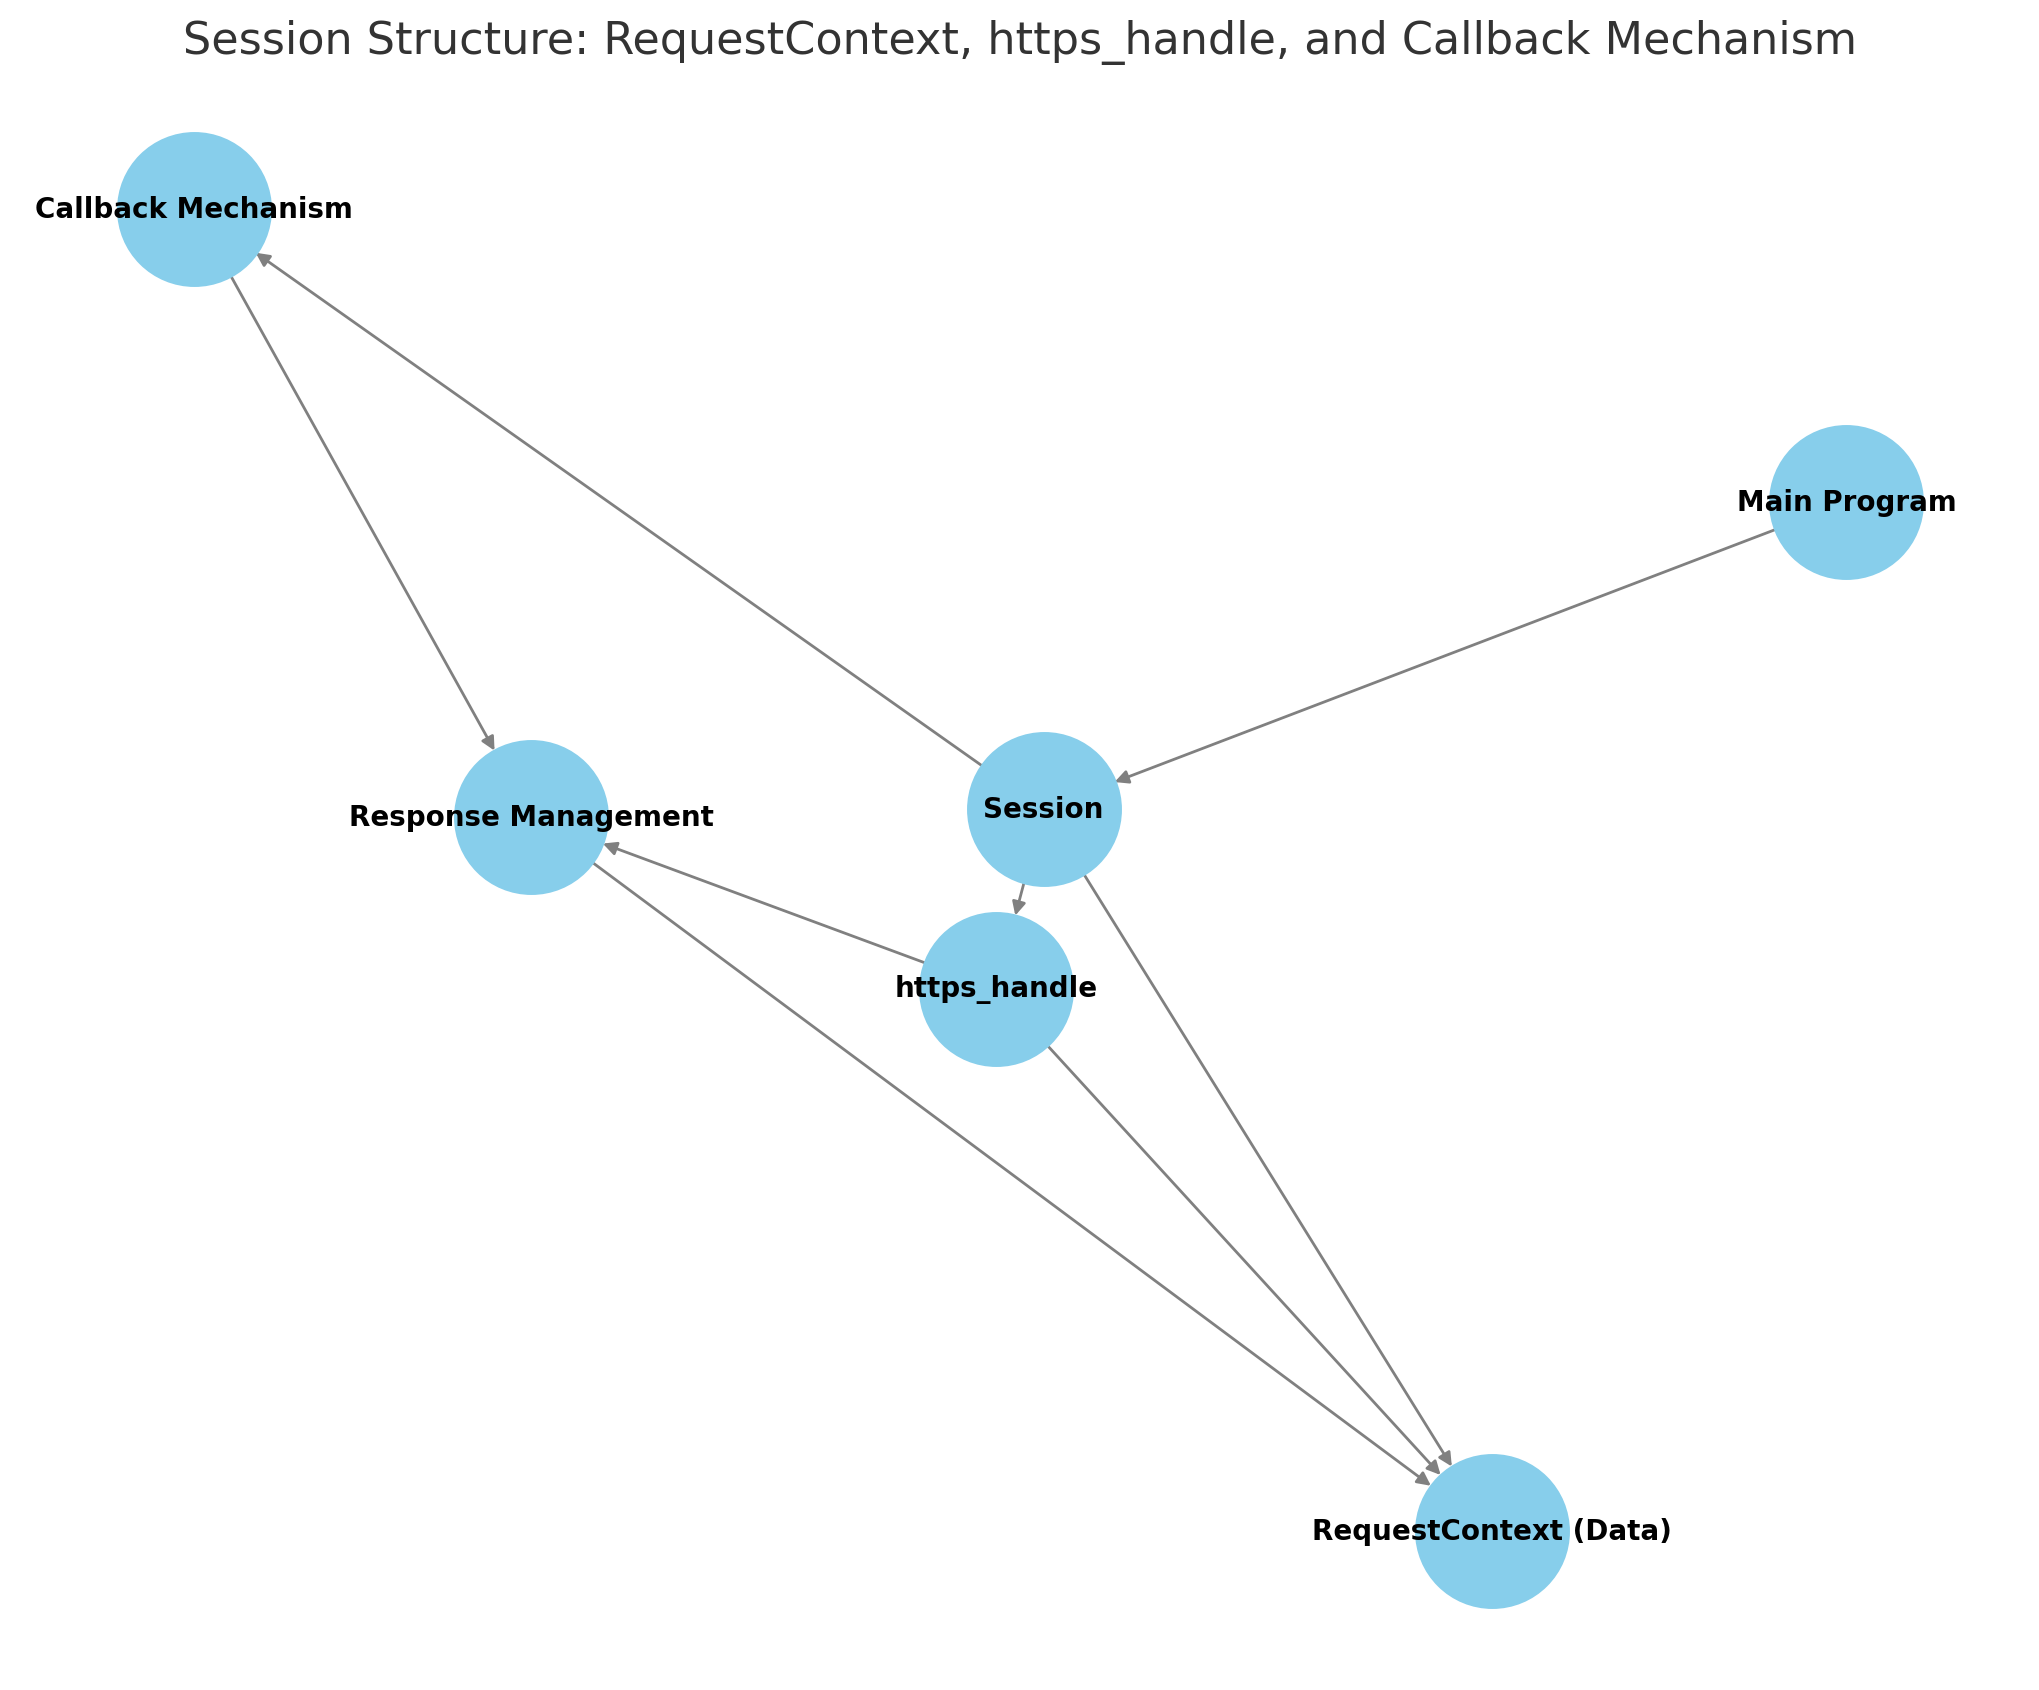 Session Structure: RequestContext, https_handle, and Callback Mechanism
Callback Mechanism
Main Program
Session
Response Management
https_handle
RequestContext (Data)